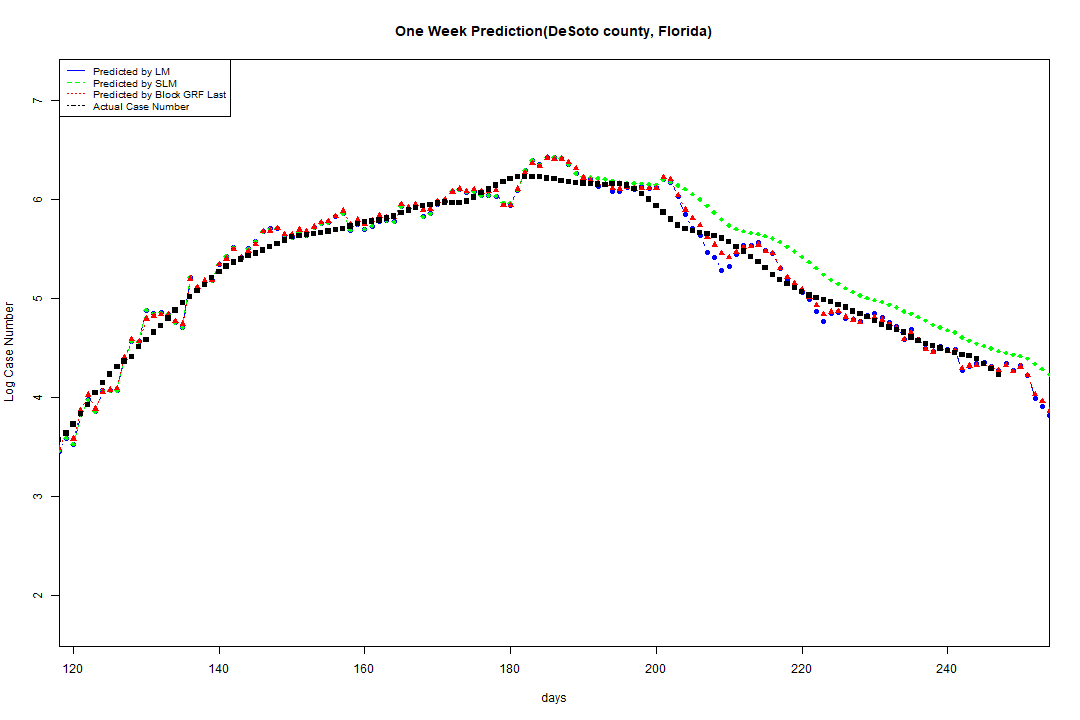 One Week Prediction(DeSoto county, Florida)
Predicted by LM
Predicted by SLM
Predicted by Block GRF Last
Actual Case Number
Log Case Number
7
6
5
4
3
2
120 140 160 180 200 220 240
days